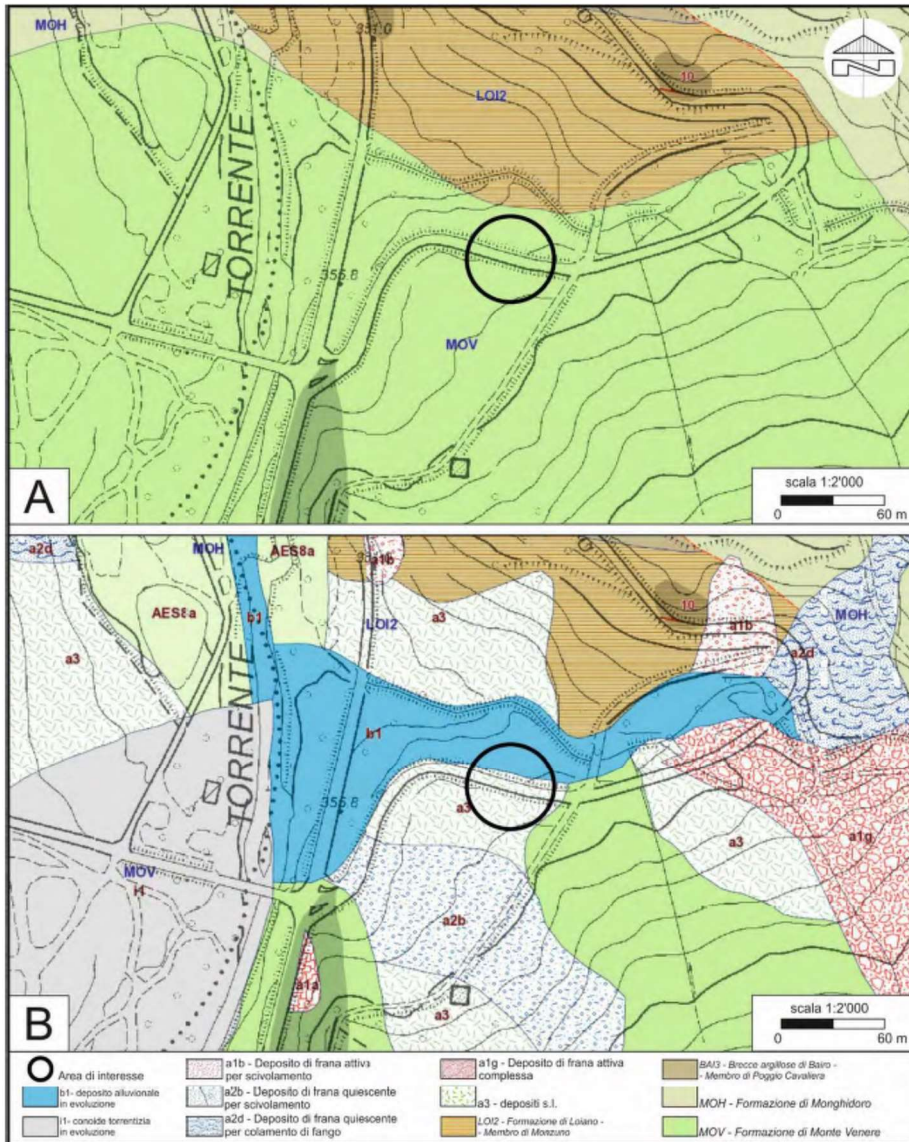 MOH
351.0
10
LOI2
TORRENTE
355.8
MOV
A
scala 1:2'000
0 60 m
a2d
MOH
AES8a
a1b
AES8a
b1
LOI2
a3
10
a1b
MOH
a2d
a3
TORRENTE
b1
355.8
a3
a3
a1g
MOV
i1
a2b
a1a
a3
B
scala 1:2'000
0 60 m
Area di interesse
b1- deposito alluvionale
in evoluzione
i1- conoide torrentizia
in evoluzione
a1b - Deposito di frana attiva
per scivolamento
a2b - Deposito di frana quiescente
per scivolamento
a2d - Deposito di frana quiescente
per colamento di fango
a1g - Deposito di frana attiva
complessa
a3 - depositi s.l.
LOI2 - Formazione di Loiano -
- Membro di Monzuno
BAI3 - Brecce argillose di Bairo -
- Membro di Poggio Cavaliera
MOH - Formazione di Monghidoro
MOV - Formazione di Monte Venere